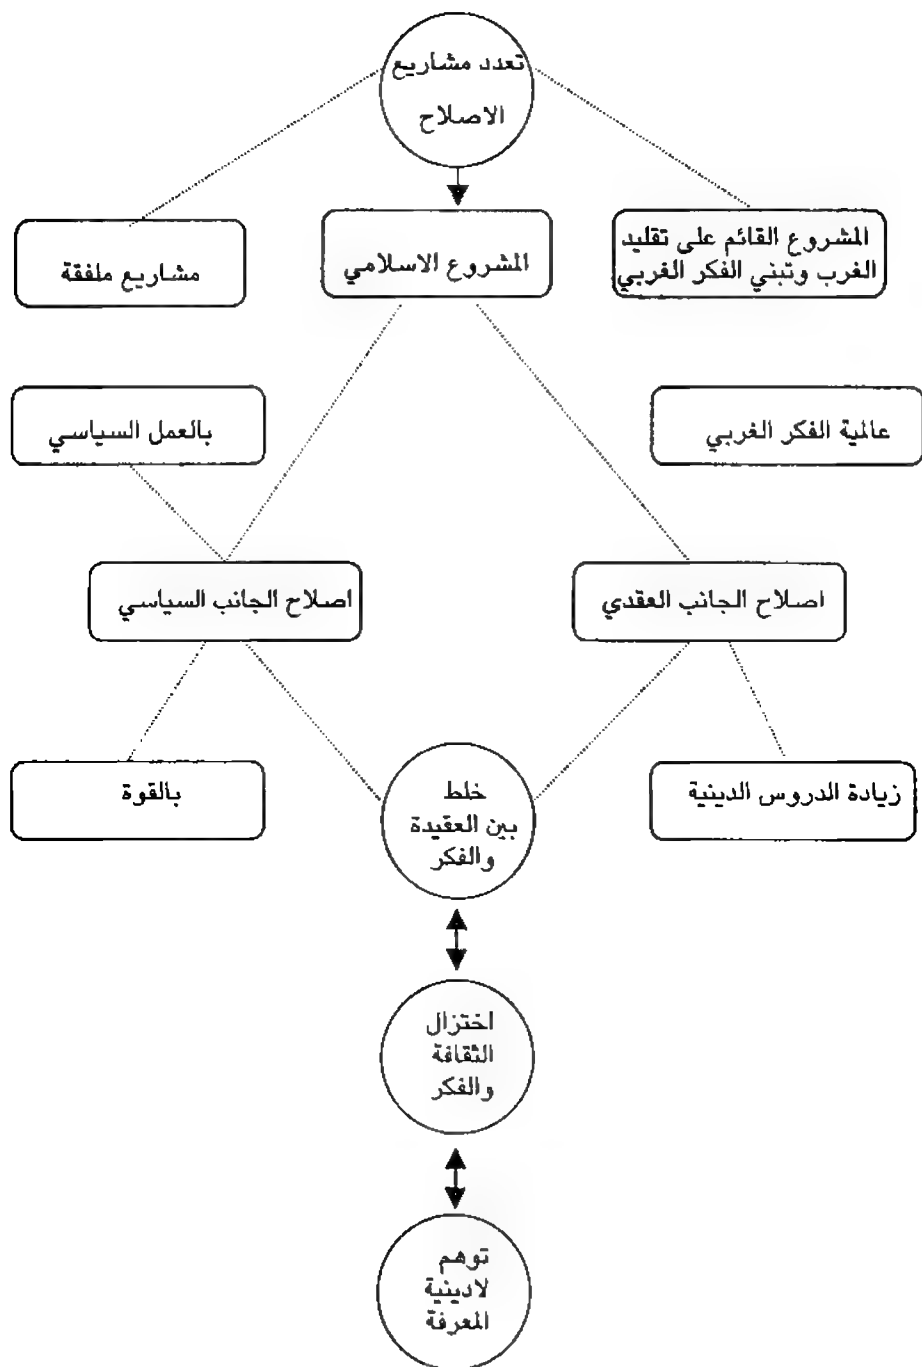 تعدد مشاريع
الاصلاح
المشروع القائم على تقليد
الغرب وتبني الفكر الغربي
المشروع الاسلامي
مشاريع ملفقة
عالمية الفكر الغربي
بالعمل السياسي
اصلاح الجانب العقدي
اصلاح الجانب السياسي
زيادة الدروس الدينية
خلط
بين العقيدة
والفكر
بالقوة
اختزال
الثقافة
والفكر
توهم
لادينية
المعرفة